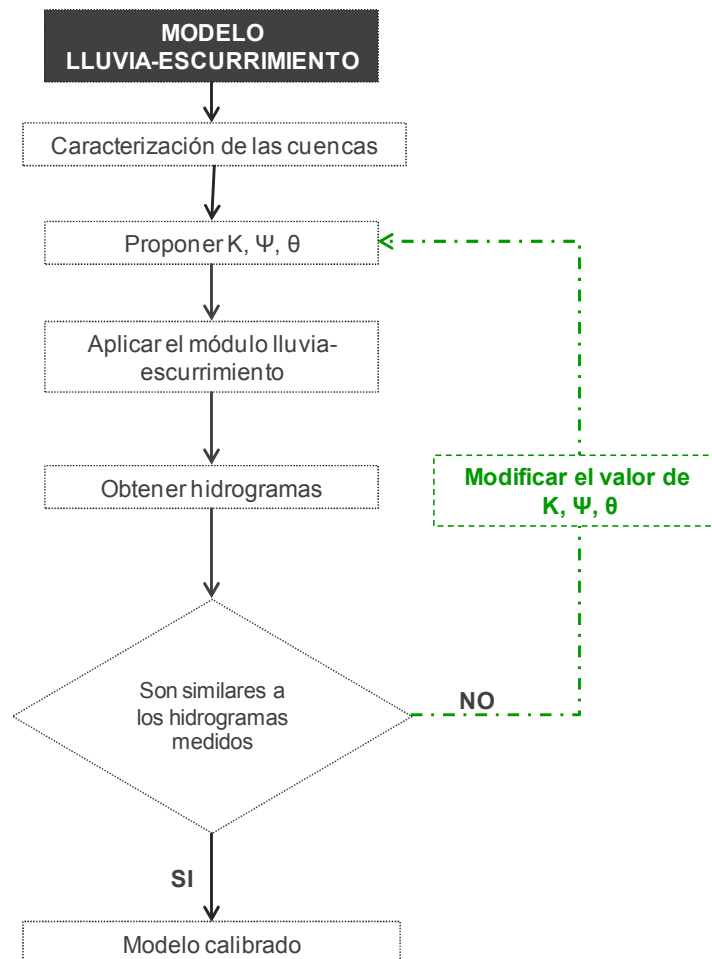 MODELO
LLUVIA-ESCURRIMIENTO
Caracterización de las cuencas
Proponer K, Ψ, θ
Aplicar el módulo lluvia-
escurrimiento
Obtener hidrogramas
Modificar el valor de
K, Ψ, θ
Son similares a
los hidrogramas
medidos
NO
SI
Modelo calibrado